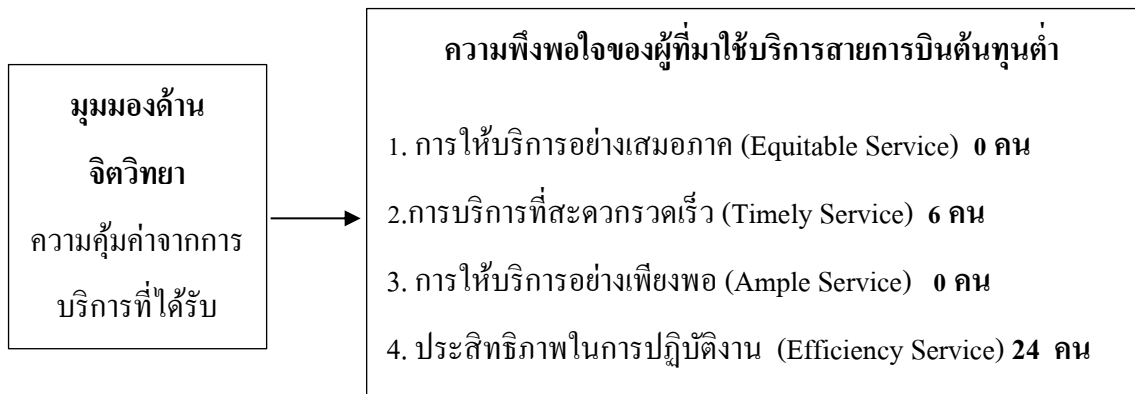 มุมมองด้าน
จิตวิทยา
ความคุ้มค่าจากการ
บริการที่ได้รับ
ความพึงพอใจของผู้ที่มาใช้บริการสายการบินต้นทุนต่ำ
1. การให้บริการอย่างเสมอภาค (Equitable Service) 0 คน
2.การบริการที่สะดวกรวดเร็ว (Timely Service) 6 คน
3. การให้บริการอย่างเพียงพอ (Ample Service) 0 คน
4. ประสิทธิภาพในการปฏิบัติงาน (Efficiency Service) 24 คน